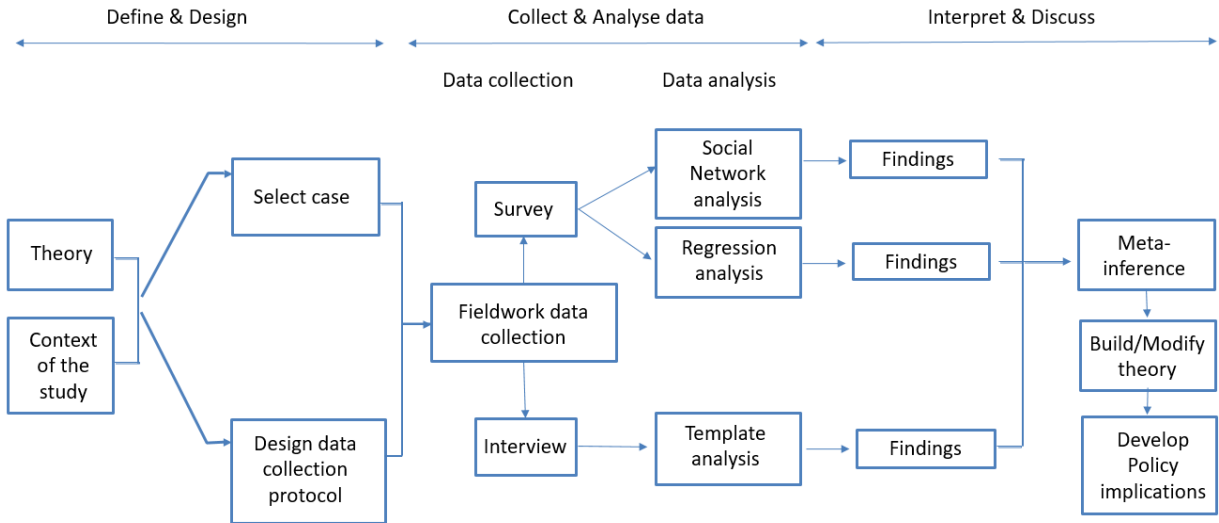 Define & Design
Collect & Analyse data
Interpret & Discuss
Data collection
Data analysis
Theory
Context
of the
study
Select case
Design data
collection
protocol
Survey
Fieldwork data
collection
Interview
Social
Network
analysis
Regression
analysis
Template
analysis
Findings
Findings
Findings
Meta-
inference
Build/Modify
theory
Develop
Policy
implications